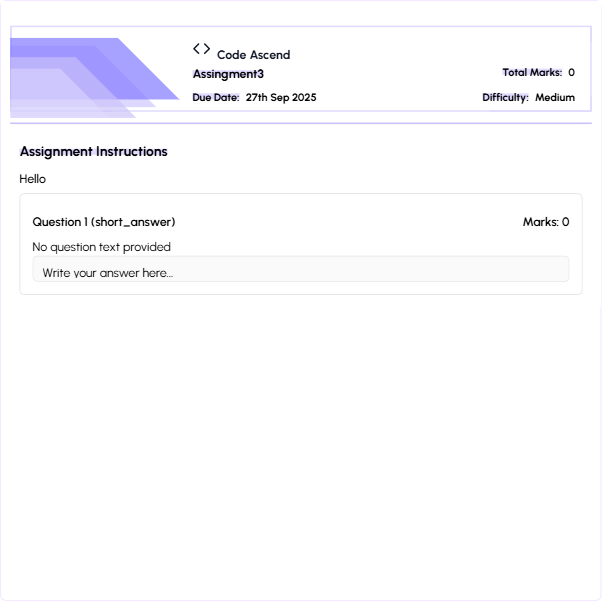 <> Code Ascend
Assingment3
Total Marks: 0
Due Date: 27th Sep 2025
Difficulty: Medium
Assignment Instructions
Hello
Question 1 (short_answer)
Marks: 0
No question text provided
Write your answer here...